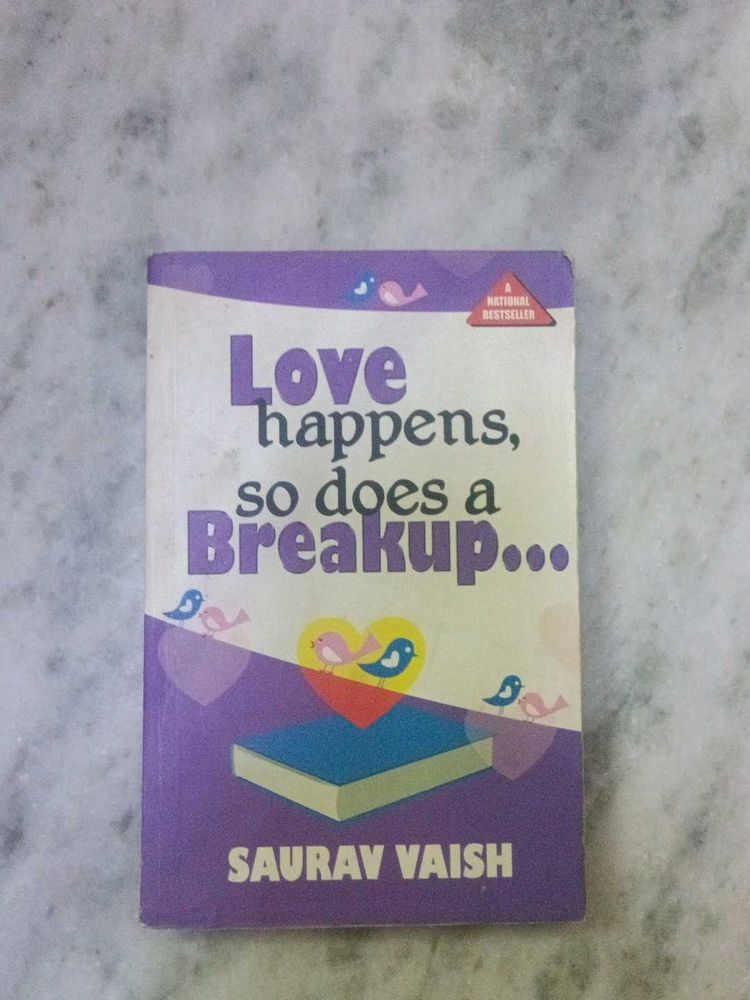 A
NATIONAL
BESTSELLER
Love
happens,
so does a
Breakup...
SAURAV VAISH